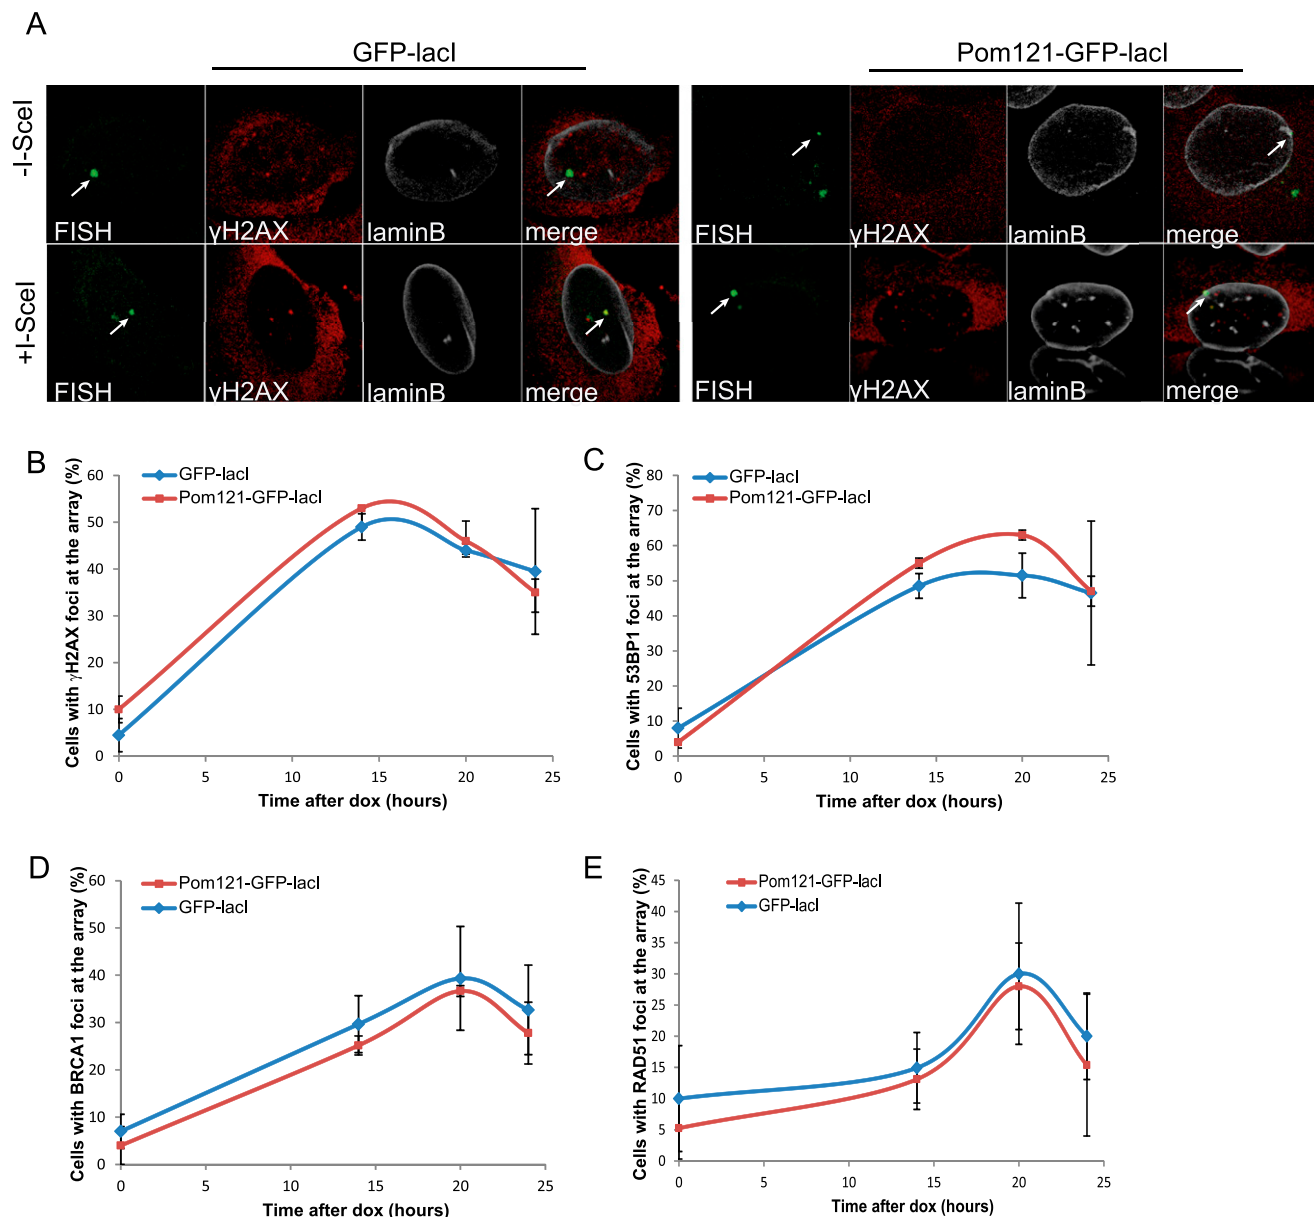 A
GFP-lacI
Pom121-GFP-lacI
-I-SceI
FISH
γH2AX
laminB
merge
FISH
γH2AX
laminB
merge
+I-SceI
FISH
γH2AX
laminB
merge
FISH
γH2AX
laminB
merge
B
Cells with γH2AX foci at the array (%)
60
50
40
30
20
10
0
GFP-lacI
Pom121-GFP-lacI
0 5 10 15 20 25
Time after dox (hours)
C
Cells with 53BP1 foci at the array (%)
80
70
60
50
40
30
20
10
0
GFP-lacI
Pom121-GFP-lacI
0 5 10 15 20 25
Time after dox (hours)
D
Cells with BRCA1 foci at the array (%)
60
50
40
30
20
10
0
Pom121-GFP-lacI
GFP-lacI
0 5 10 15 20 25
Time after dox (hours)
E
Cells with RAD51 foci at the array (%)
45
40
35
30
25
20
15
10
5
0
Pom121-GFP-lacI
GFP-lacI
0 5 10 15 20 25
Time after dox (hours)